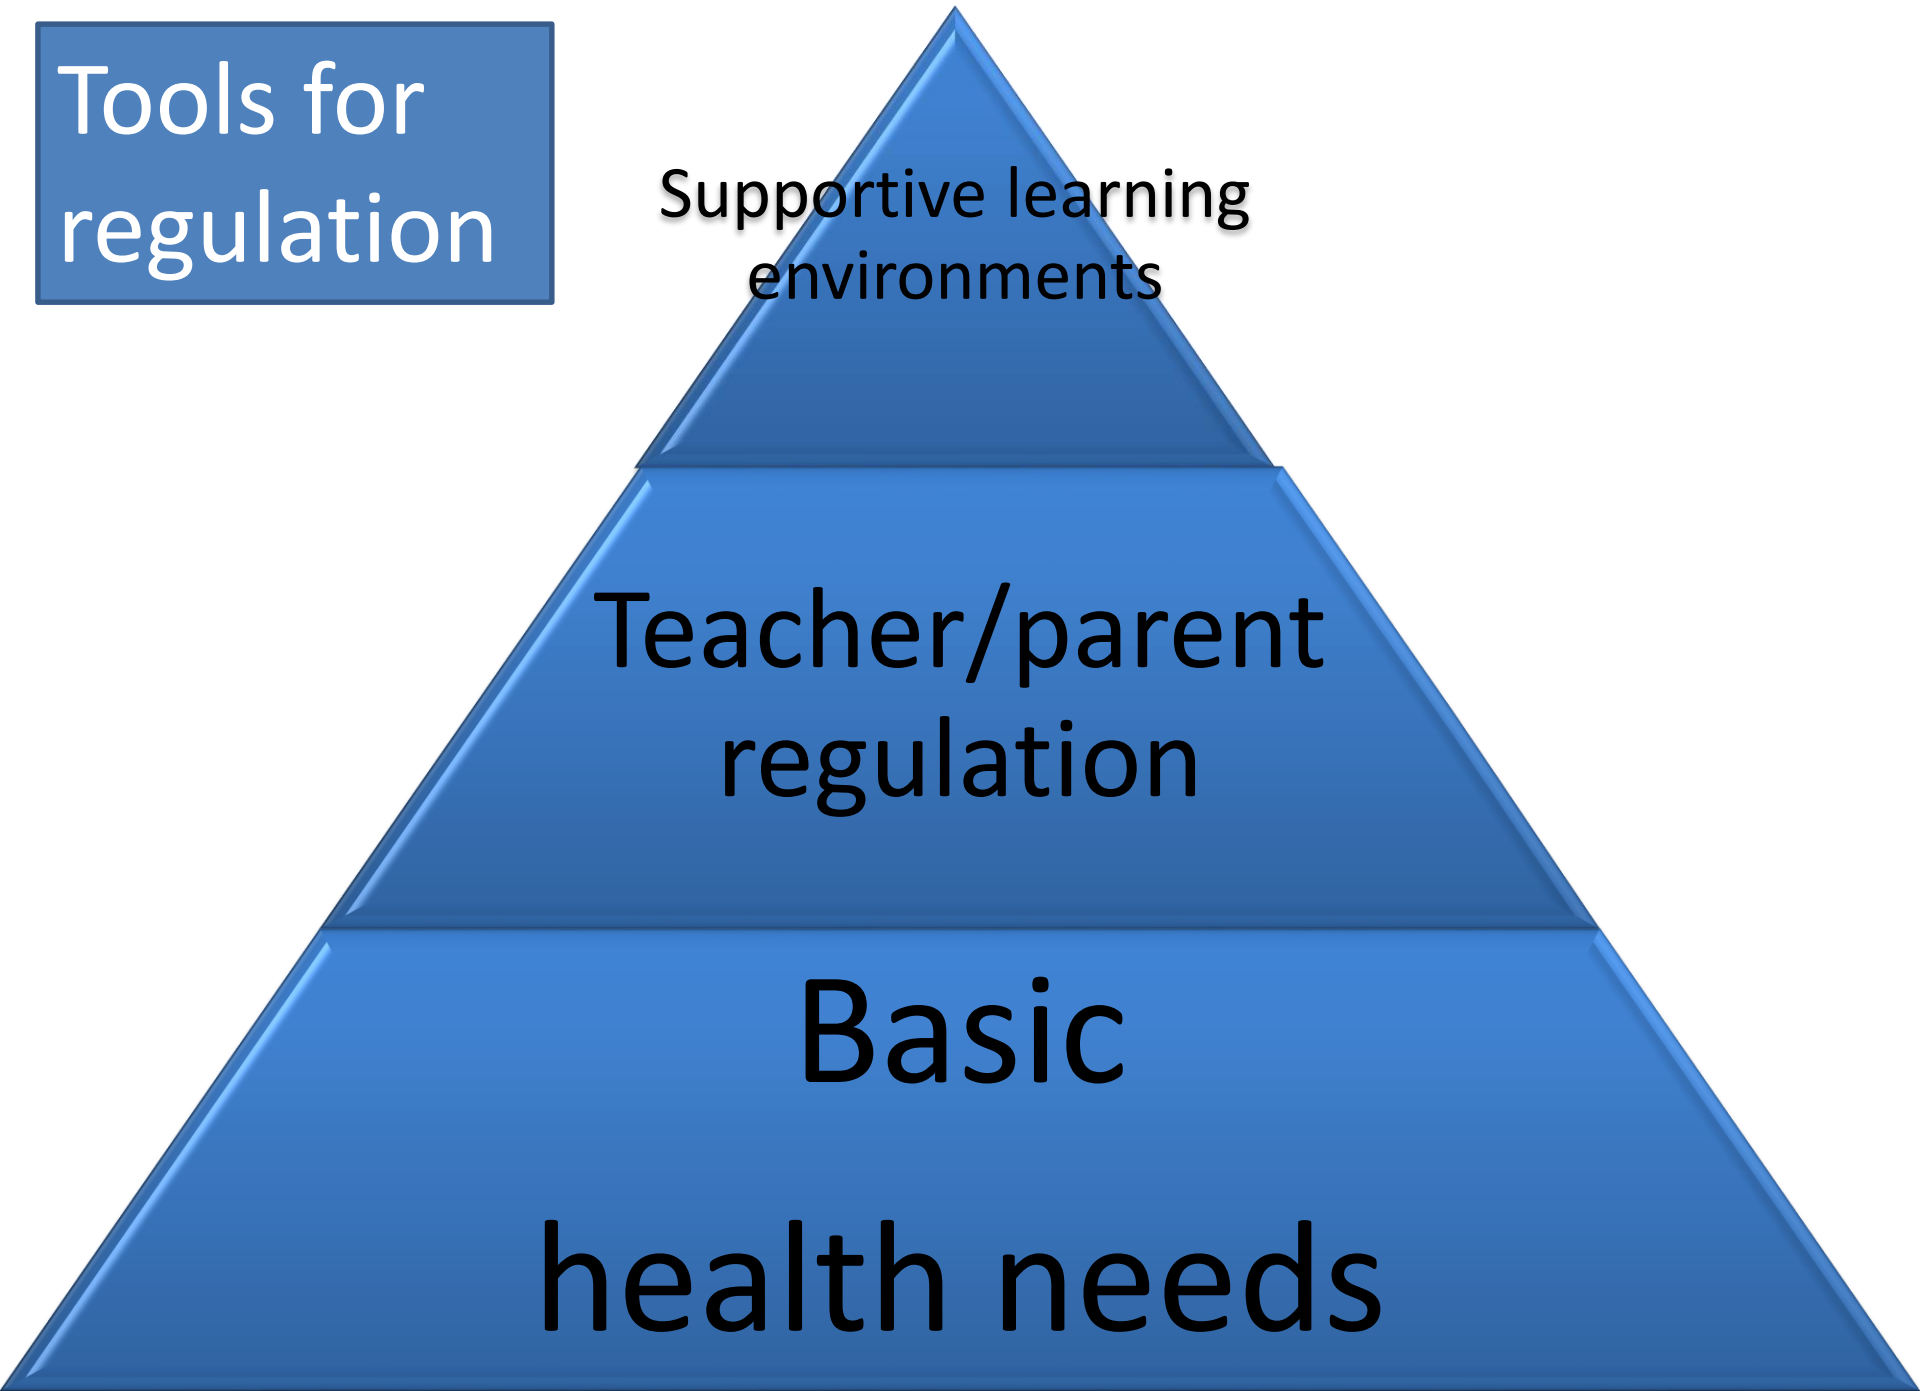 Tools for
regulation
Supportive learning
environments
Teacher/parent
regulation
Basic
health needs